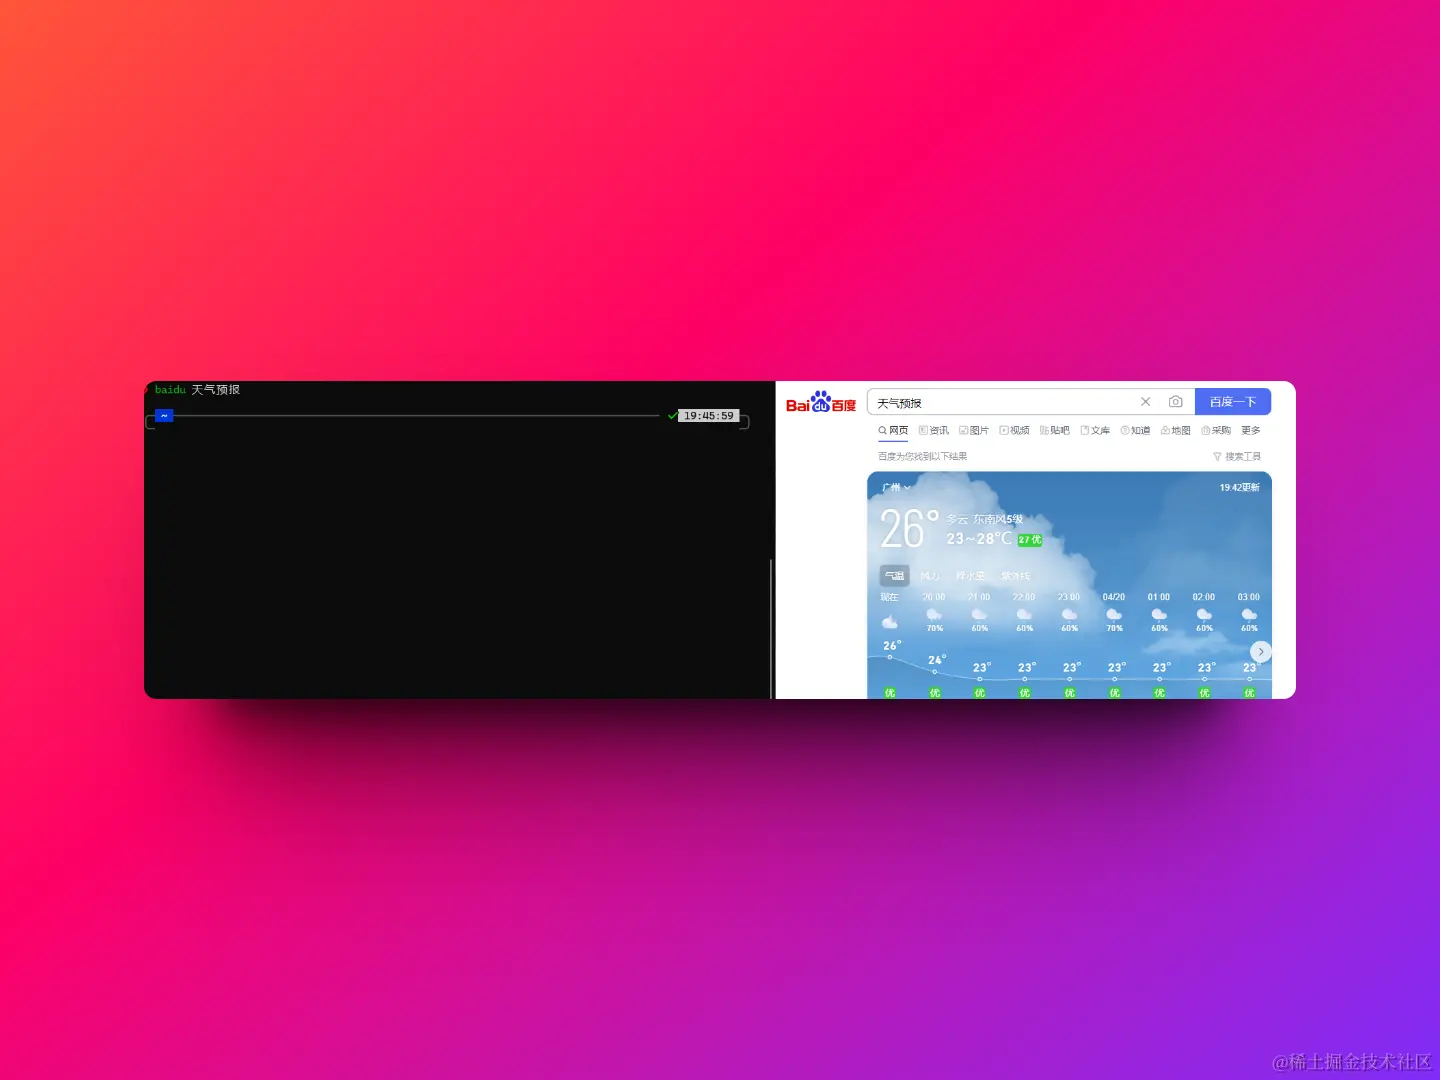 baidu 天气预报
~ 19:45:59
Bai du 百度
天气预报 百度一下
网页 资讯 图片 视频 贴吧 文库 知道 地图 采购 更多
百度为您找到以下结果 搜索工具
广州 19:42更新
26° 多云 东南风5级
23~28°C 27 优
气温 风力 降水量 紫外线
现在 20:00 21:00 22:00 23:00 04/20 01:00 02:00 03:00
70% 60% 60% 60% 70% 60% 60% 60%
26° 24° 23° 23° 23° 23° 23° 23° 23°
优 优 优 优 优 优 优 优 优
@稀土掘金技术社区